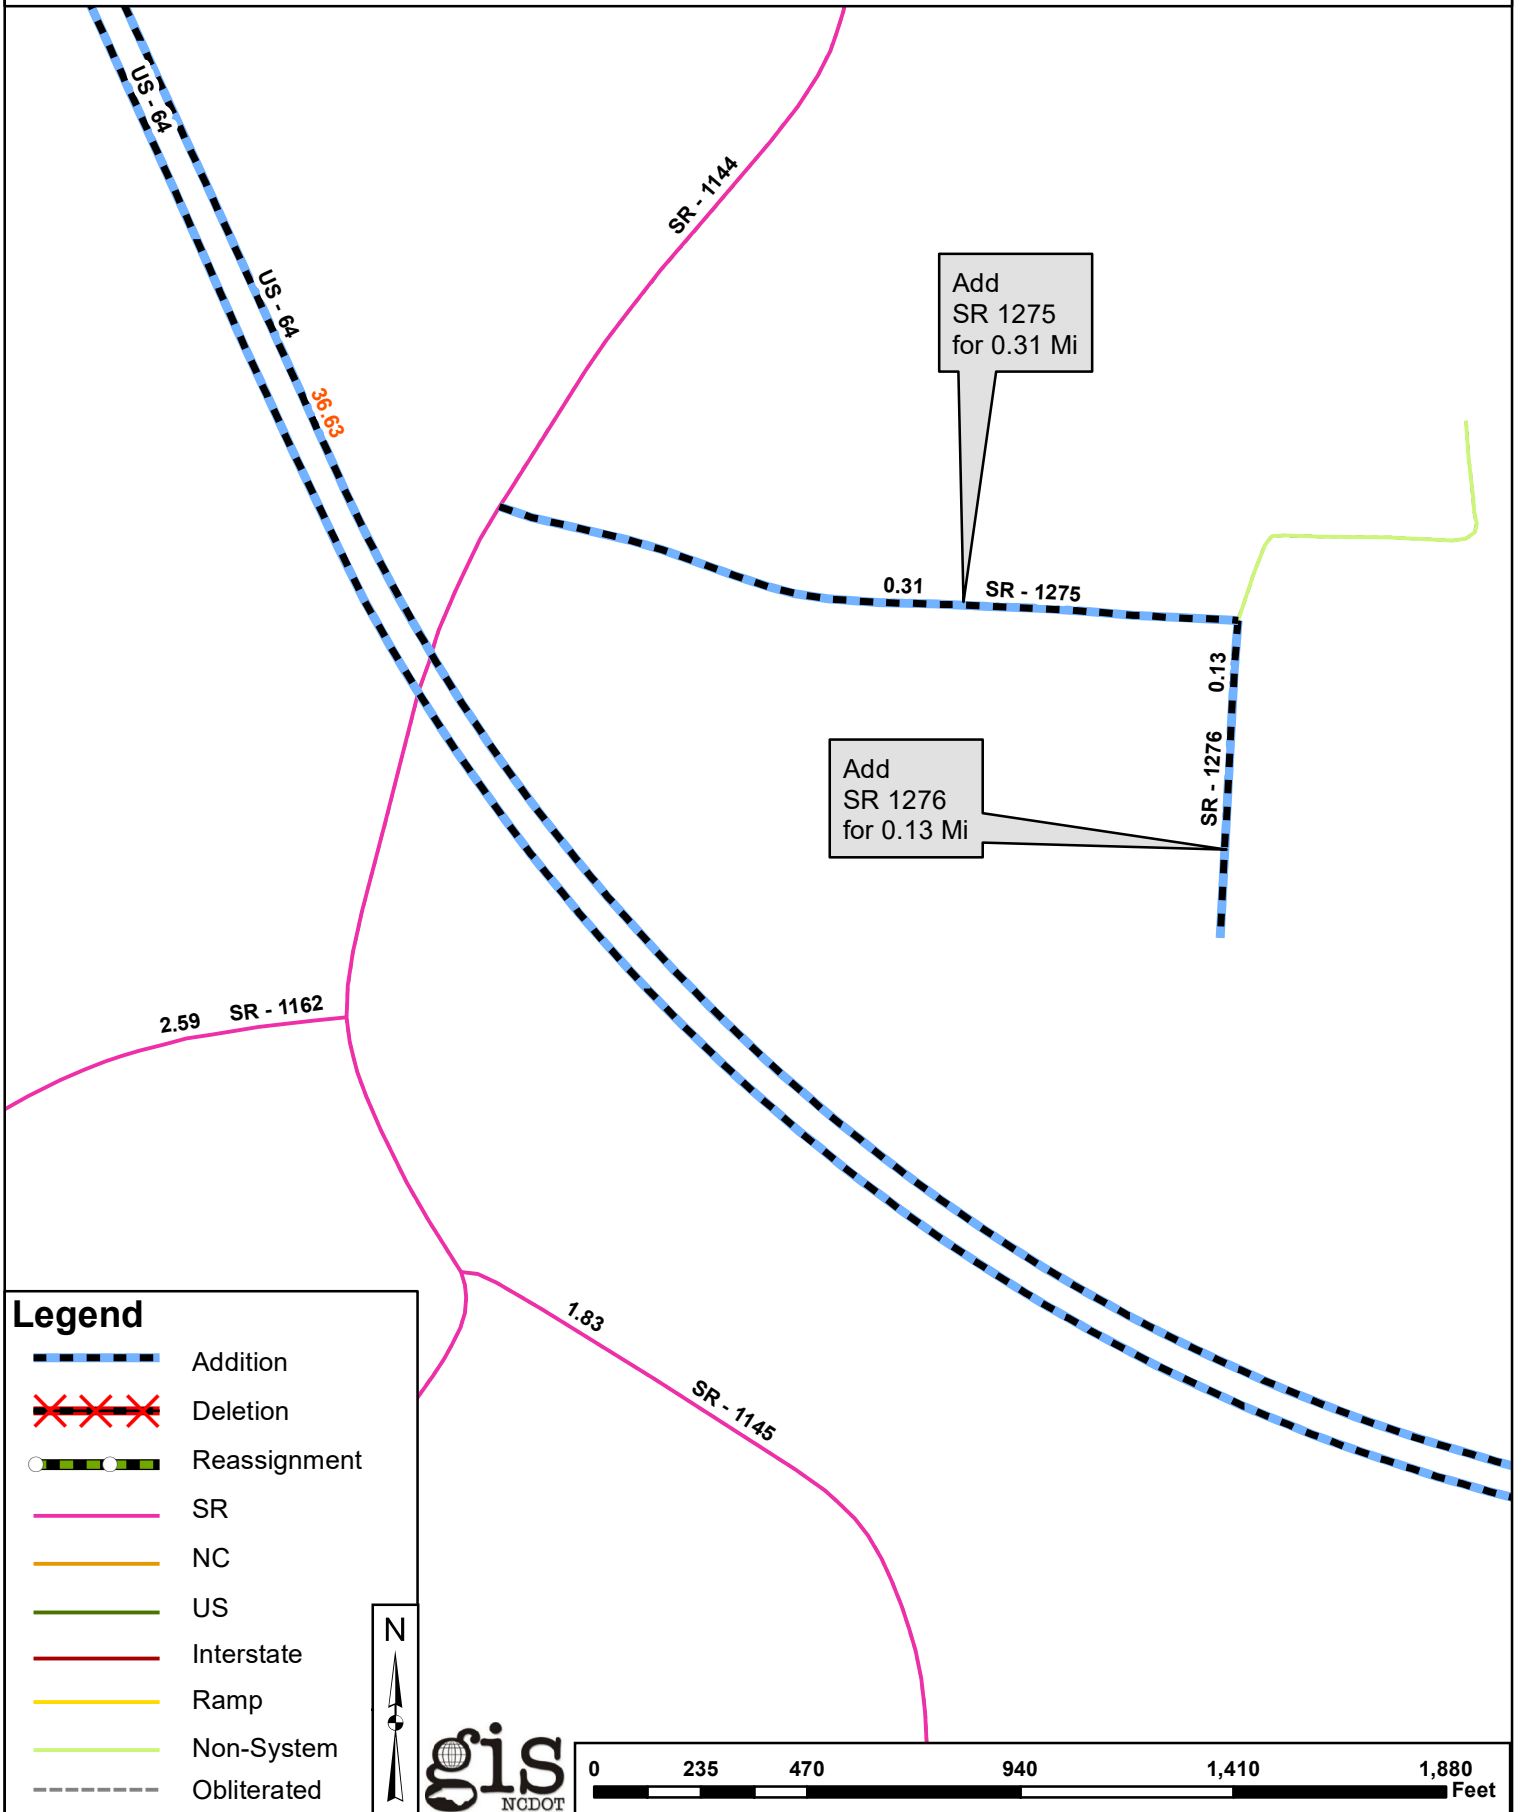 US - 64
SR - 1144
US - 64
36.63
Add
SR 1275
for 0.31 Mi
0.31
SR - 1275
0.13
SR - 1276
Add
SR 1276
for 0.13 Mi
2.59
SR - 1162
1.83
SR - 1145
Legend
Addition
Deletion
Reassignment
SR
NC
US
Interstate
Ramp
Non-System
Obliterated
N
gis
NCDOT
0 235 470 940 1,410 1,880
Feet